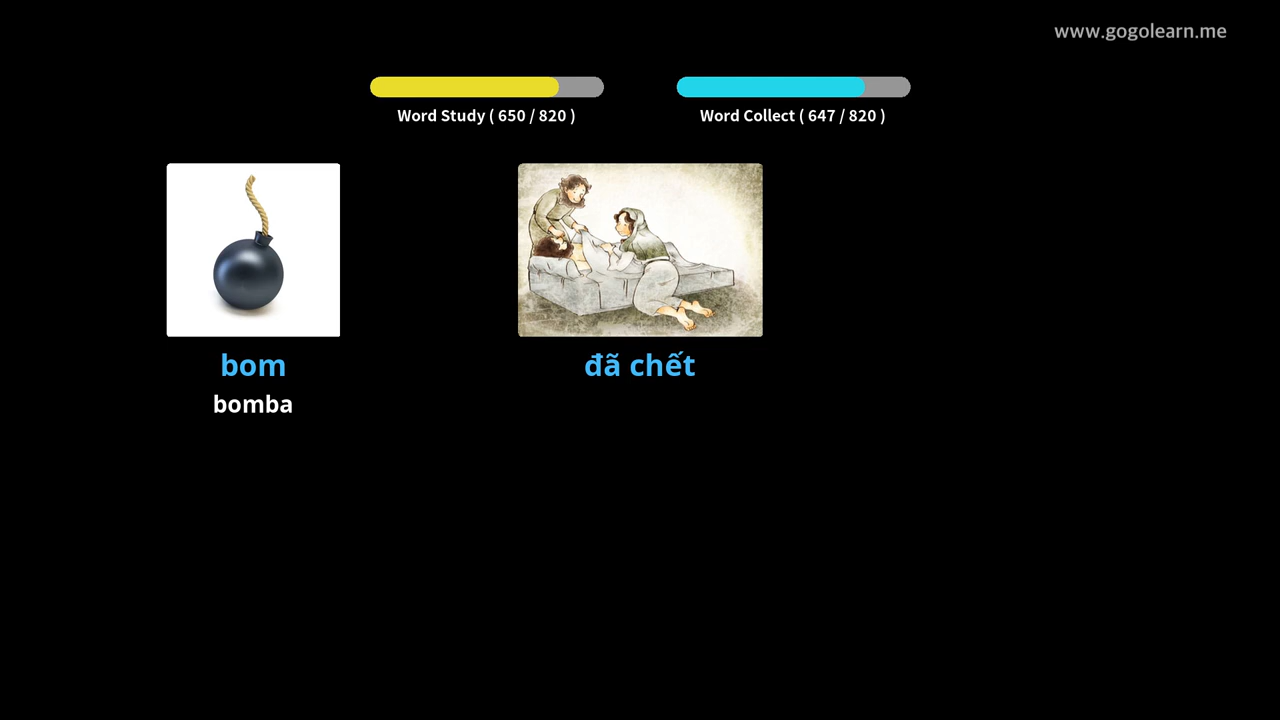 www.gogolearn.me
Word Study ( 650 / 820 )
Word Collect ( 647 / 820 )
bom
bomba
đã chết